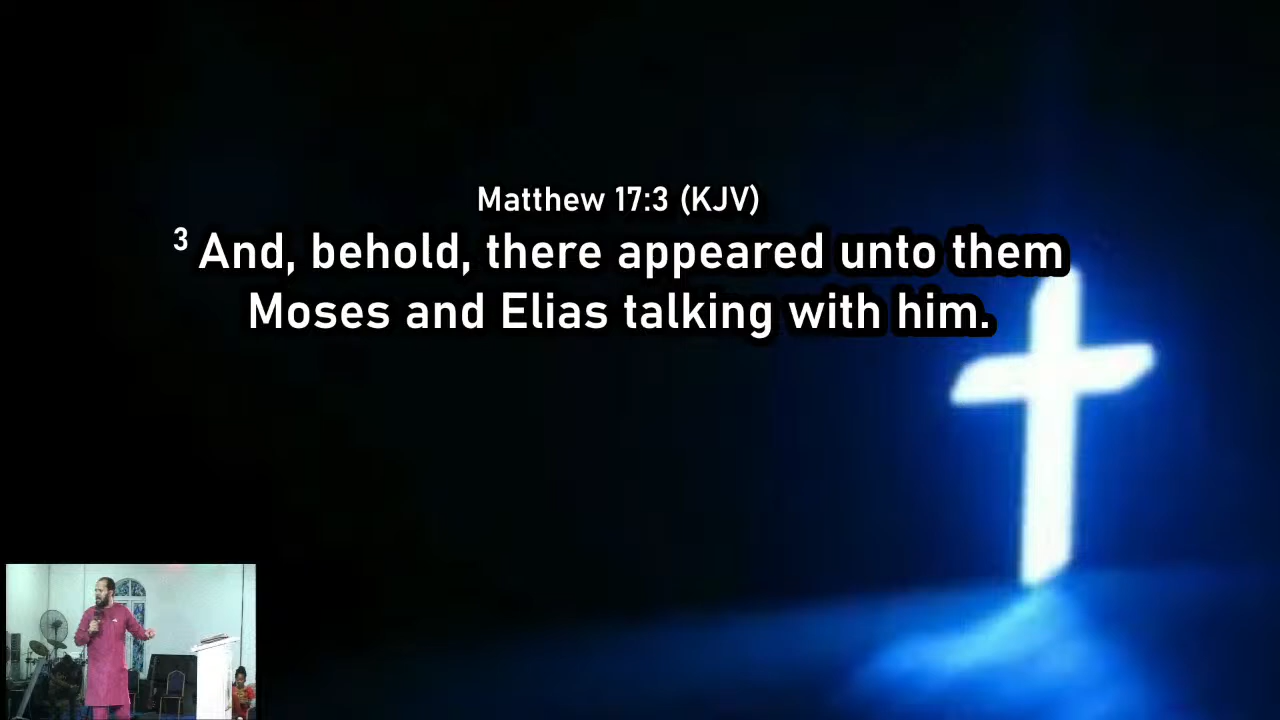 Matthew 17:3 (KJV)
3 And, behold, there appeared unto them
Moses and Elias talking with him.